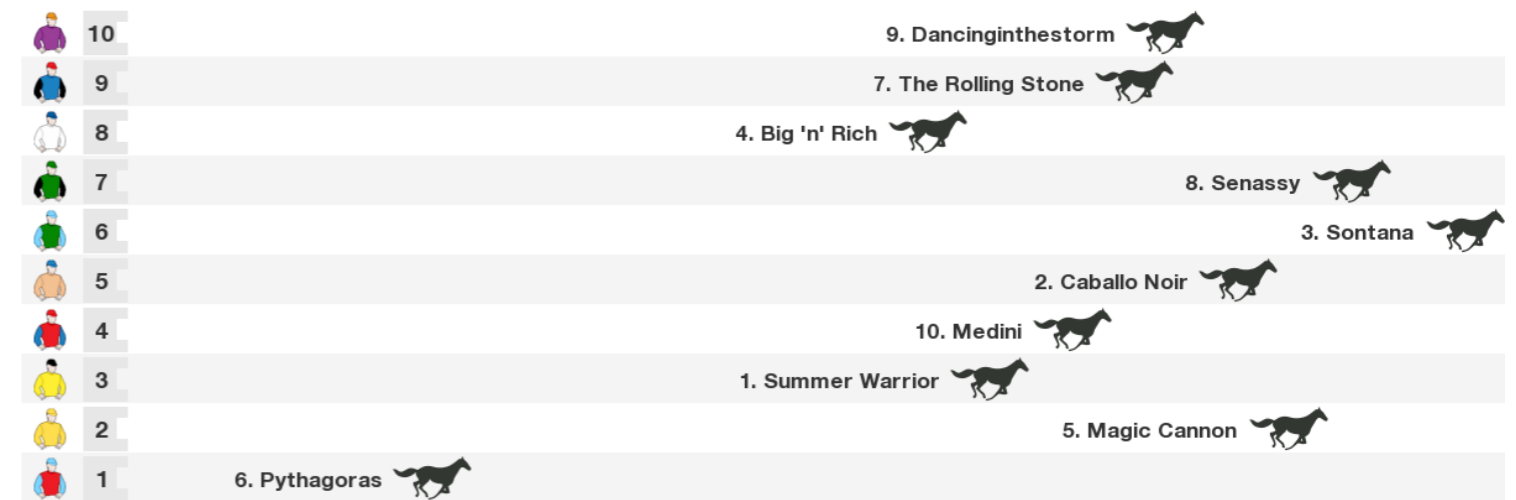 10 9. Dancinginthestorm
9 7. The Rolling Stone
8 4. Big 'n' Rich
7 8. Senassy
6 3. Sontana
5 2. Caballo Noir
4 10. Medini
3 1. Summer Warrior
2 5. Magic Cannon
1 6. Pythagoras